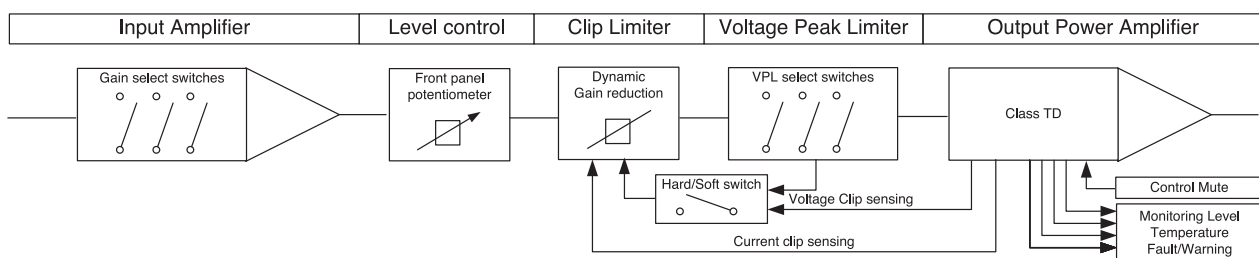 Input Amplifier
Level control
Clip Limiter
Voltage Peak Limiter
Output Power Amplifier
Gain select switches
Front panel
potentiometer
Dynamic
Gain reduction
VPL select switches
Class TD
Hard/Soft switch
Voltage Clip sensing
Current clip sensing
Control Mute
Monitoring Level
Temperature
Fault/Warning